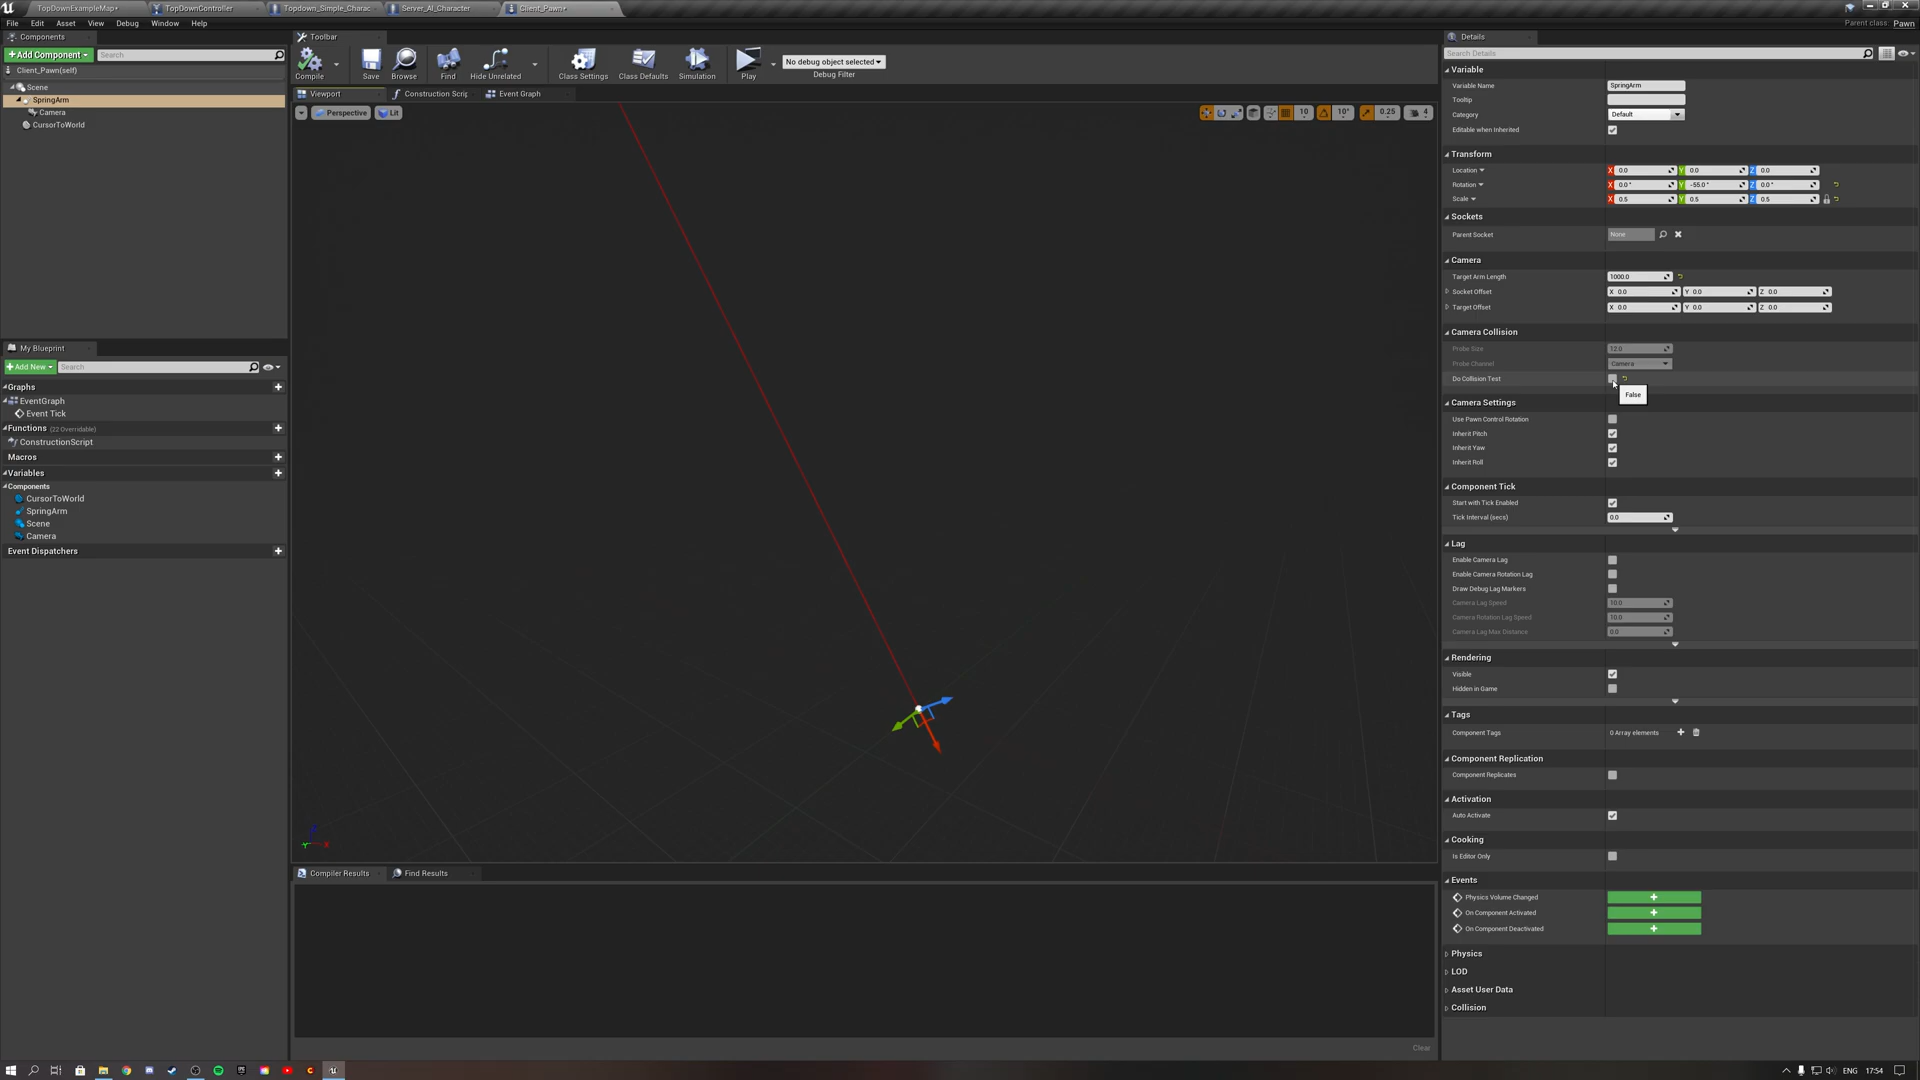 TopDownExampleMap*
TopDownController
Topdown_Simple_Charac
Server_AI_Character
Client_Pawn*
File Edit Asset View Debug Window Help
Parent class: Pawn
Components
+Add Component
Search
Client_Pawn(self)
Scene
SpringArm
Camera
CursorToWorld
My Blueprint
+Add New
Search
Graphs
EventGraph
Event Tick
Functions (22 Overridable)
ConstructionScript
Macros
Variables
Components
CursorToWorld
SpringArm
Scene
Camera
Event Dispatchers
Toolbar
Compile
Save
Browse
Find
Hide Unrelated
Class Settings
Class Defaults
Simulation
Play
No debug object selected
Debug Filter
Viewport
Construction Scrip
Event Graph
Perspective
Lit
10
10°
0.25
4
Compiler Results
Find Results
Clear
Details
Search Details
Variable
Variable Name SpringArm
Tooltip
Category Default
Editable when Inherited
Transform
Location X 0.0 Y 0.0 Z 0.0
Rotation X 0.0° Y -55.0° Z 0.0°
Scale X 0.5 Y 0.5 Z 0.5
Sockets
Parent Socket None
Camera
Target Arm Length 1000.0
Socket Offset X 0.0 Y 0.0 Z 0.0
Target Offset X 0.0 Y 0.0 Z 0.0
Camera Collision
Probe Size 12.0
Probe Channel Camera
Do Collision Test
False
Camera Settings
Use Pawn Control Rotation
Inherit Pitch
Inherit Yaw
Inherit Roll
Component Tick
Start with Tick Enabled
Tick Interval (secs) 0.0
Lag
Enable Camera Lag
Enable Camera Rotation Lag
Draw Debug Lag Markers
Camera Lag Speed 10.0
Camera Rotation Lag Speed 10.0
Camera Lag Max Distance 0.0
Rendering
Visible
Hidden in Game
Tags
Component Tags 0 Array elements
Component Replication
Component Replicates
Activation
Auto Activate
Cooking
Is Editor Only
Events
Physics Volume Changed
On Component Activated
On Component Deactivated
Physics
LOD
Asset User Data
Collision
ENG 17:54